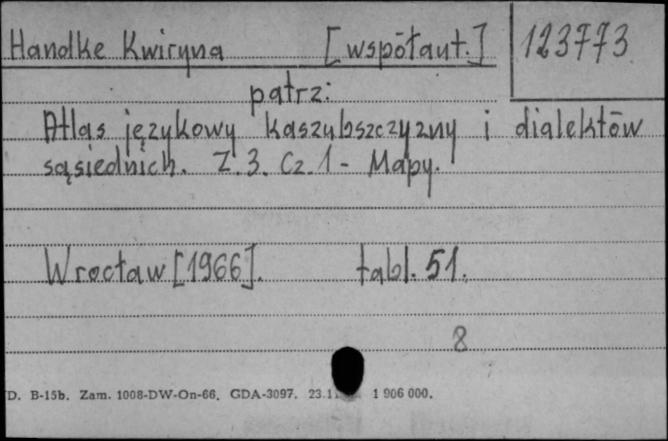 Handke Kwiryna [współaut.] 123773
patrz:
Atlas językowy kaszubszczyzny i dialektów
sąsiednich. Z. 3. Cz. 1 - Mapy.
Wrocław [1966]. tabl. 51.
8
D. B-15b. Zam. 1008-DW-On-66. GDA-3097. 1 906 000.